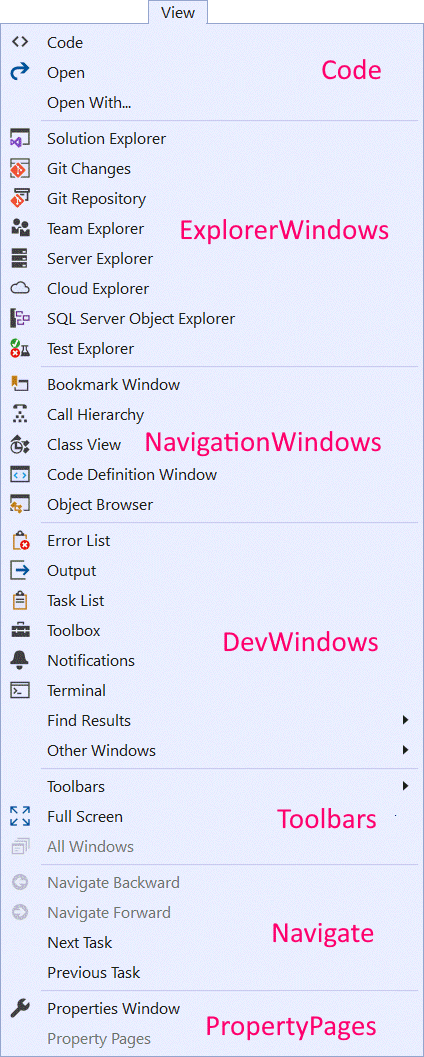 View
Code
Open
Code
Open With...
Solution Explorer
Git Changes
Git Repository
Team Explorer
ExplorerWindows
Server Explorer
Cloud Explorer
SQL Server Object Explorer
Test Explorer
Bookmark Window
Call Hierarchy
Class View
NavigationWindows
Code Definition Window
Object Browser
Error List
Output
Task List
Toolbox
DevWindows
Notifications
Terminal
Find Results
Other Windows
Toolbars
Full Screen
Toolbars
All Windows
Navigate Backward
Navigate Forward
Navigate
Next Task
Previous Task
Properties Window
PropertyPages
Property Pages